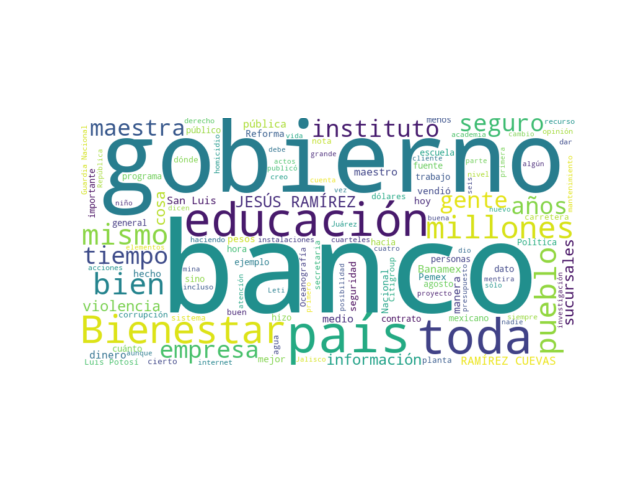 gobierno
banco
educación
país
toda
Bienestar
millones
pueblo
instituto
seguro
maestra
mismo
tiempo
bien
gente
años
empresa
información
violencia
cosa
sucursales
JESÚS RAMÍREZ
RAMÍREZ CUEVAS
San Luis
Luis Potosí
dinero
Banamex
Pemex
Citigroup
Nacional
Oceanografía
seguridad
manera
Guardia Nacional
República
importante
derecho
público
pública
Reforma
programa
dónde
homicidio
debe
vida
actos
publicó
nota
grande
cuenta
vez
maestro
escuela
fuente
trabajo
cliente
menos
academia
cambio
recurso
opinión
parte
nivel
primera
seis
algún
dar
mantenimiento
dólares
vendió
hoy
buena
huevo
carretera
niño
general
dicen
pesos
Juárez
haciendo
instalaciones
cuarteles
hacia
hora
ejemplo
secretaría
elementos
acciones
hecho
sino
incluso
mina
atención
Leti
posibilidad
personas
dio
presupuesto
dato
mentira
sólo
Política
investigación
agosto
proyecto
corrupción
sistema
buen
hizo
medio
contrato
mexicano
nadie
siempre
agua
cuánto
aunque
cierto
internet
mejor
creo
Jalisco
planta
cuatro